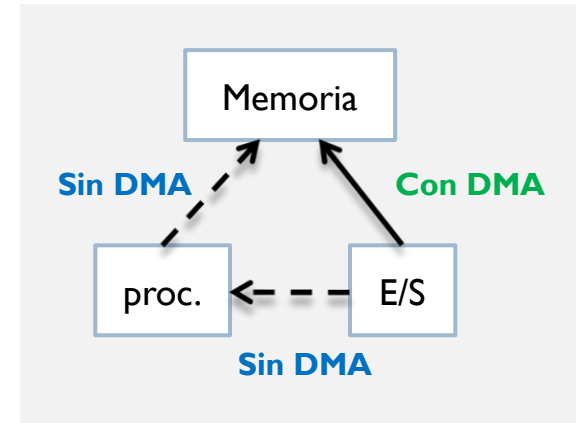 Memoria
Sin DMA
Con DMA
proc.
E/S
Sin DMA